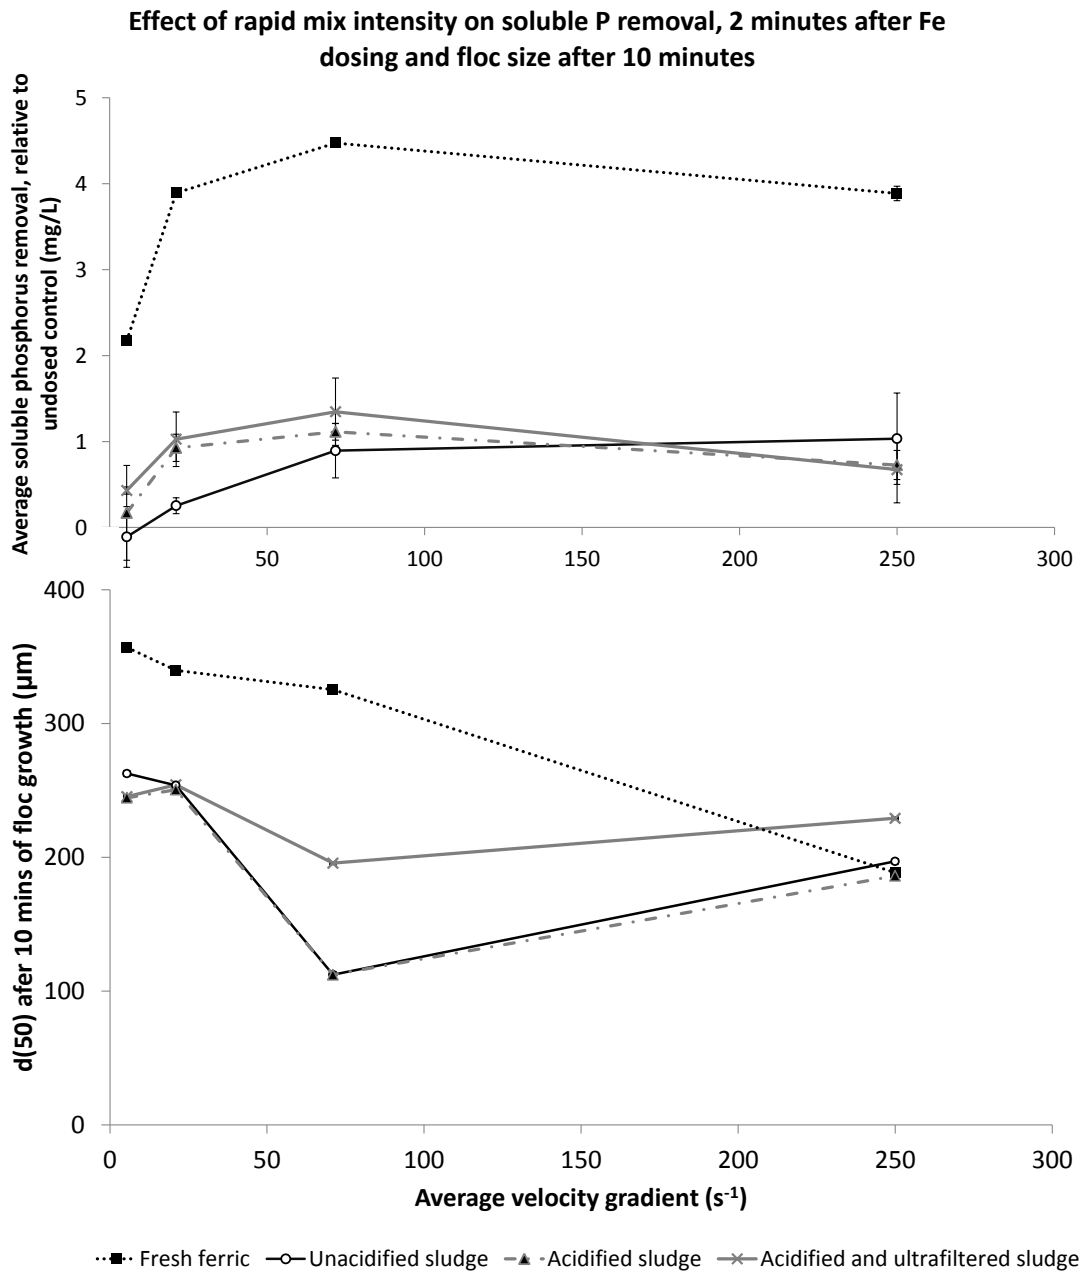 Effect of rapid mix intensity on soluble P removal, 2 minutes after Fe
dosing and floc size after 10 minutes
Average soluble phosphorus removal, relative to
undosed control (mg/L)
5
4
3
2
1
0
50
100
150
200
250
300
d(50) afer 10 mins of floc growth (µm)
400
300
200
100
0
0
50
100
150
200
250
300
Average velocity gradient (s-1)
Fresh ferric
Unacidified sludge
Acidified sludge
Acidified and ultrafiltered sludge